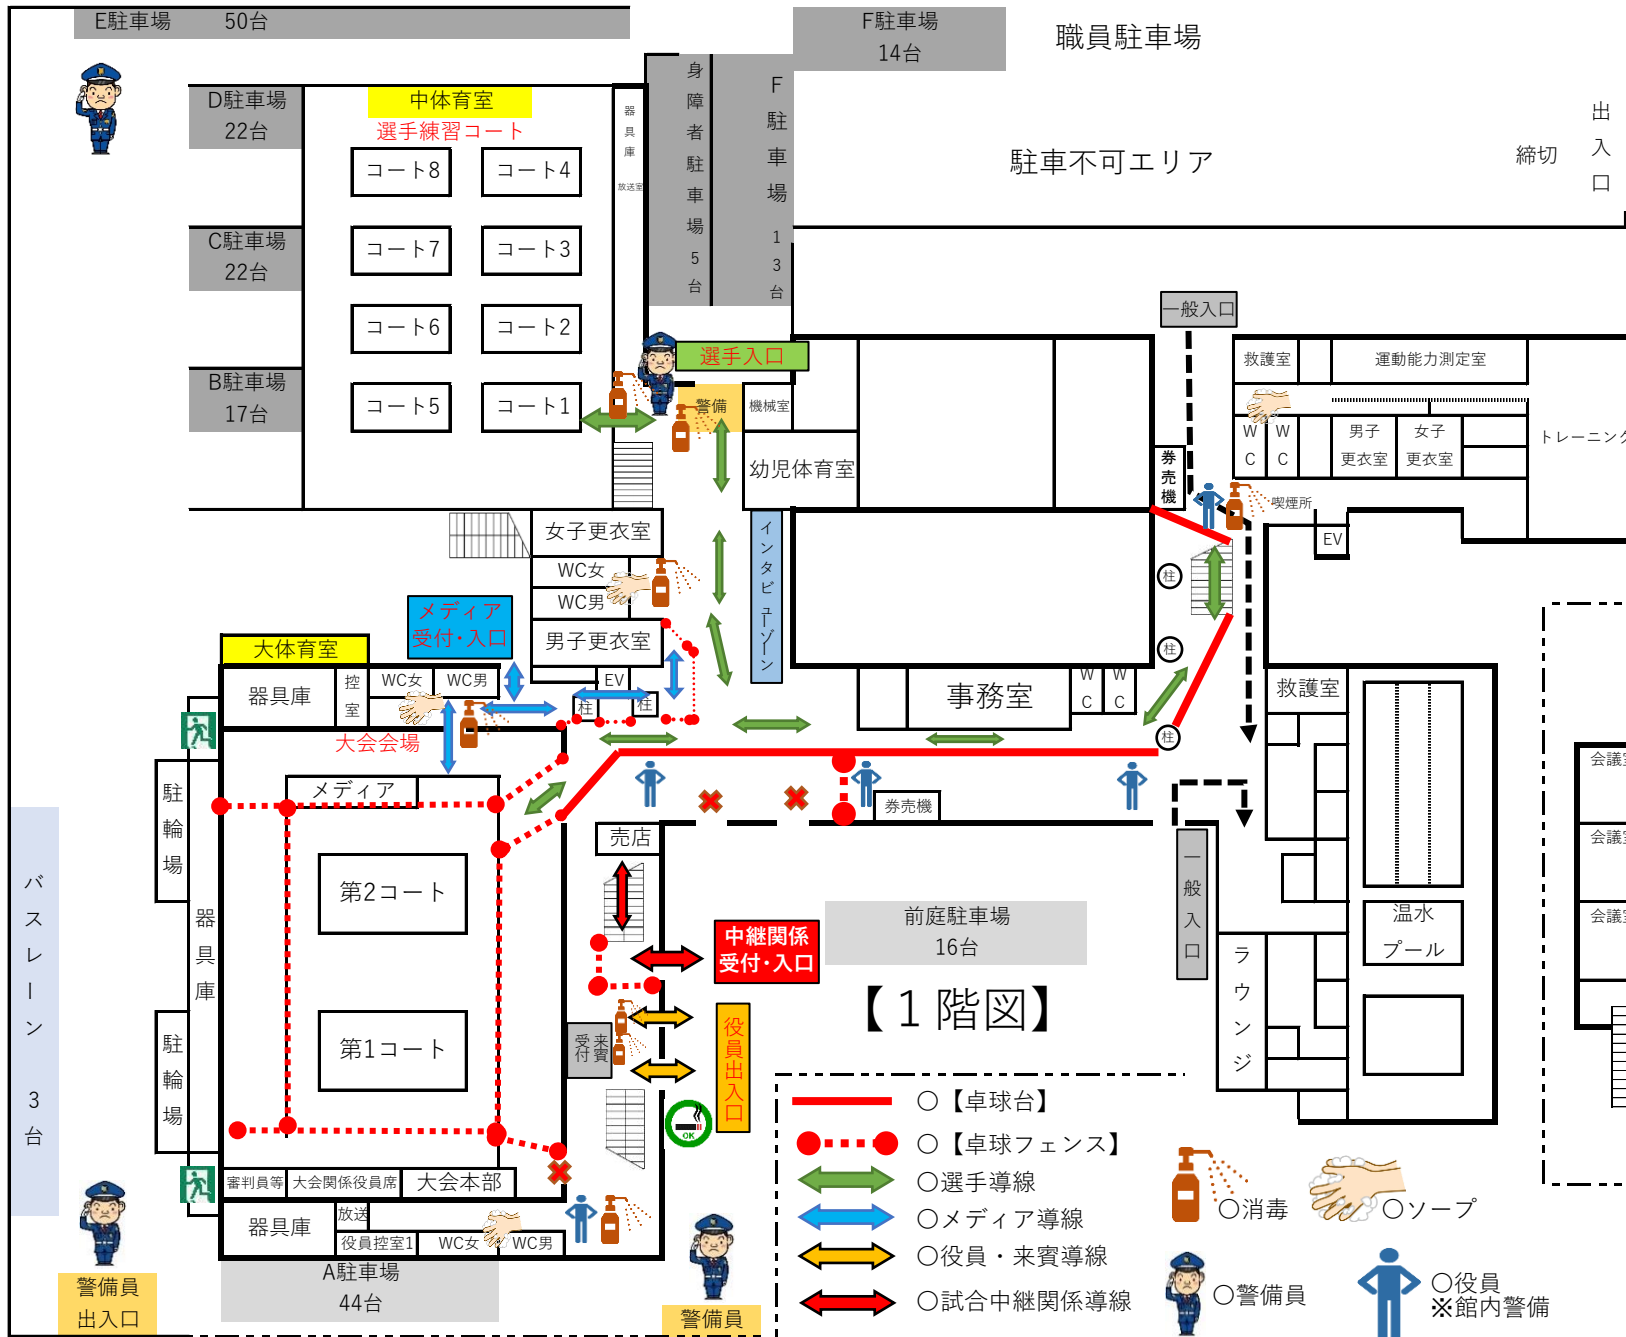 E駐車場 50台
F駐車場
14台
職員駐車場
D駐車場
22台
中体育室
選手練習コート
器具庫
放送室
身障者駐車場 5台
F駐車場 13台
駐車不可エリア
締切
出入口
コート8
コート4
C駐車場
22台
コート7
コート3
コート6
コート2
一般入口
選手入口
救護室
運動能力測定室
B駐車場
17台
コート5
コート1
警備
機械室
WC
WC
男子
更衣室
女子
更衣室
トレーニング
幼児体育室
券売機
喫煙所
EV
女子更衣室
インタビューゾーン
WC女
WC男
柱
メディア
受付・入口
男子更衣室
柱
大体育室
器具庫
控室
WC女
WC男
EV
柱
柱
事務室
WC
WC
救護室
大会会場
柱
駐輪場
メディア
券売機
売店
会議室
会議室
会議室
バスレーン 3台
器具庫
第2コート
中継関係
受付・入口
前庭駐車場
16台
一般入口
温水
プール
ラウンジ
【１階図】
駐輪場
第1コート
来賓
受付
役員出入口
OK
○【卓球台】
○【卓球フェンス】
○選手導線
○メディア導線
○役員・来賓導線
○試合中継関係導線
○消毒
○ソープ
○警備員
○役員
※館内警備
審判員等
大会関係役員席
大会本部
器具庫
放送
役員控室1
WC女
WC男
A駐車場
44台
警備員
出入口
警備員